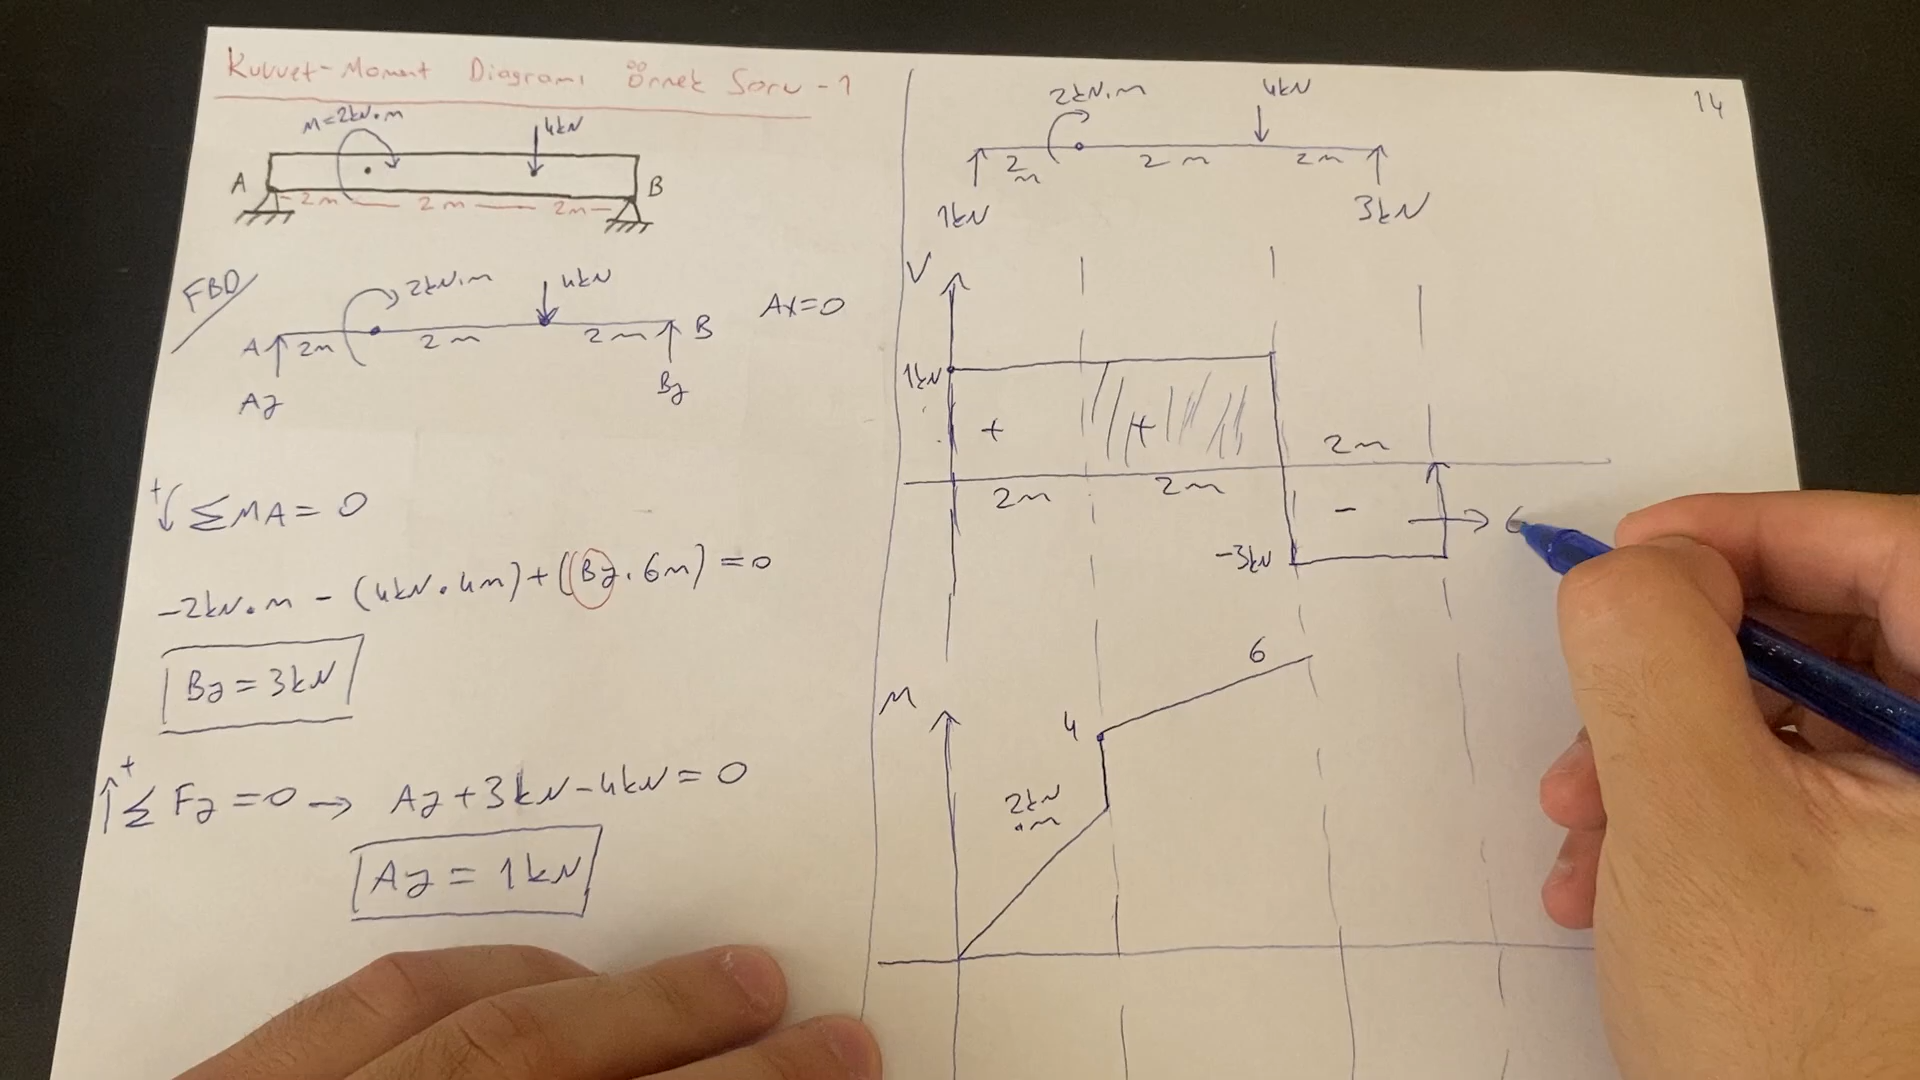 Kuvvet-Moment Diagramı Örnek Soru - 1
M=2kN.m
4kN
A
B
2m
2m
2m
FBD
2kN.m
4kN
Ax=0
A
2m
2m
2m
B
Ay
By
+ ΣMA = 0
-2kN.m - (4kN.4m) + (By.6m) = 0
By = 3kN
+ ΣFy = 0 → Ay + 3kN - 4kN = 0
Ay = 1kN
14
2kN.m
4kN
2m
2m
2m
1kN
3kN
V
1kN
+
+
2m
2m
2m
-
→ 6
-3kN
M
6
4
2kN.m